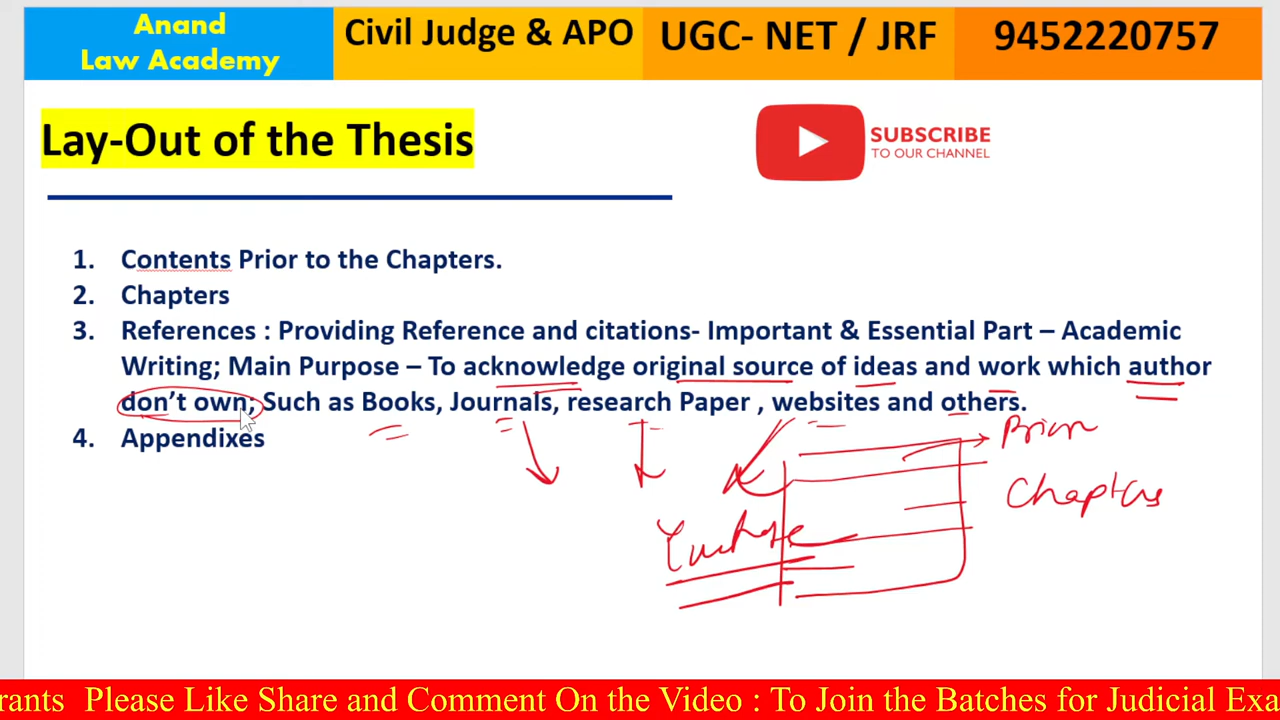 Anand
Law Academy
Civil Judge & APO
UGC- NET / JRF
9452220757
Lay-Out of the Thesis
SUBSCRIBE
TO OUR CHANNEL
1. Contents Prior to the Chapters.
2. Chapters
3. References : Providing Reference and citations- Important & Essential Part – Academic
Writing; Main Purpose – To acknowledge original source of ideas and work which author
don’t own; Such as Books, Journals, research Paper , websites and others.
4. Appendixes
Prior
Chapters
rants Please Like Share and Comment On the Video : To Join the Batches for Judicial Exa